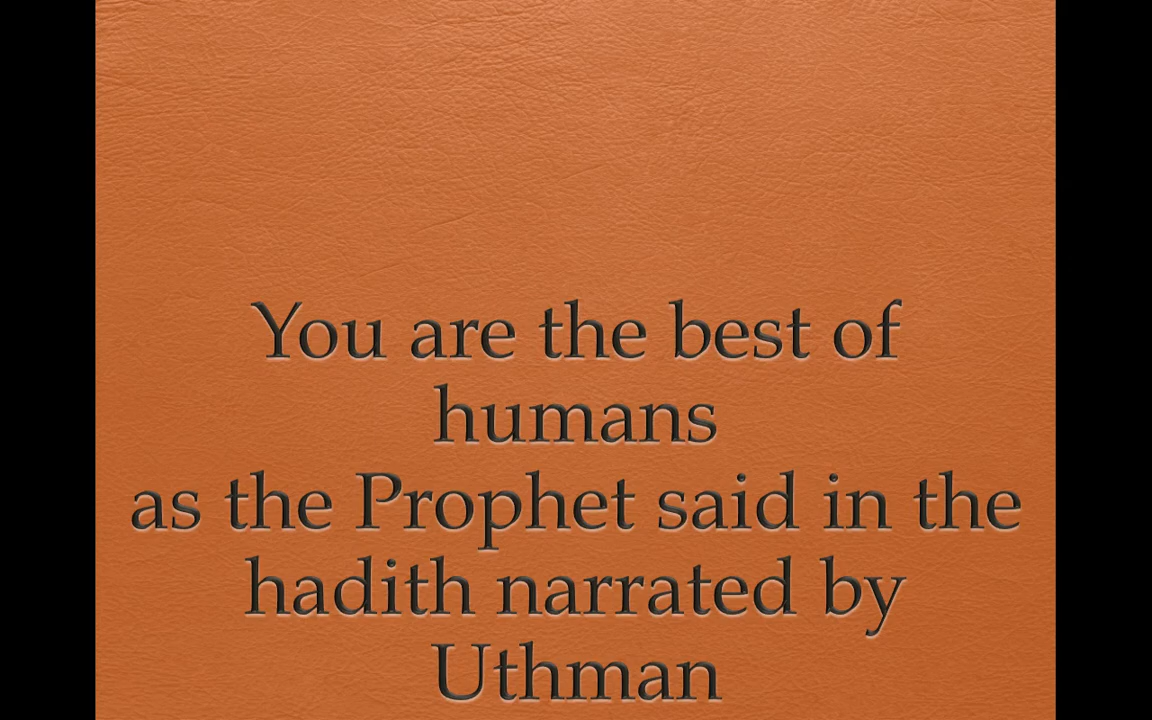 You are the best of
humans
as the Prophet said in the
hadith narrated by
Uthman